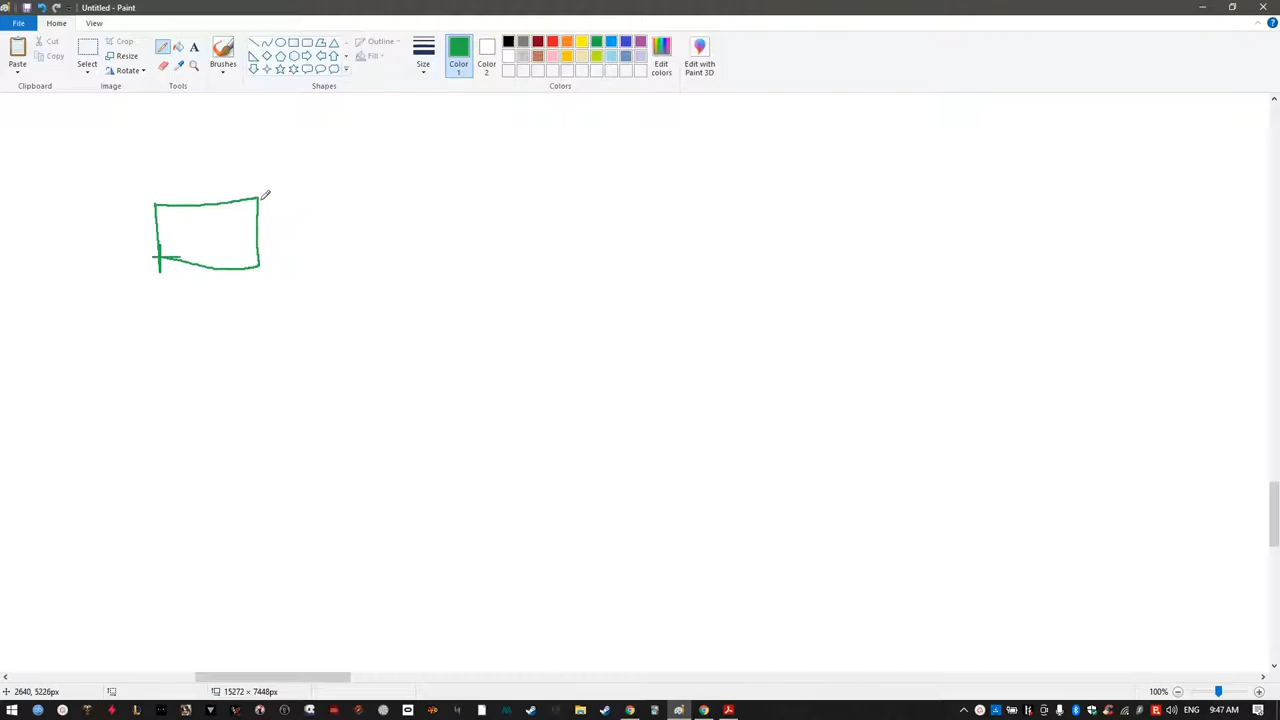 Untitled - Paint
File Home View
Paste
Cut
Copy
Clipboard
Select
Crop
Resize
Rotate
Image
A
Tools
Brushes
Outline
Fill
Shapes
Size
Color 1
Color 2
Edit colors
Colors
Edit with Paint 3D
2640, 5226px
15272 × 7448px
100%
ENG 9:47 AM